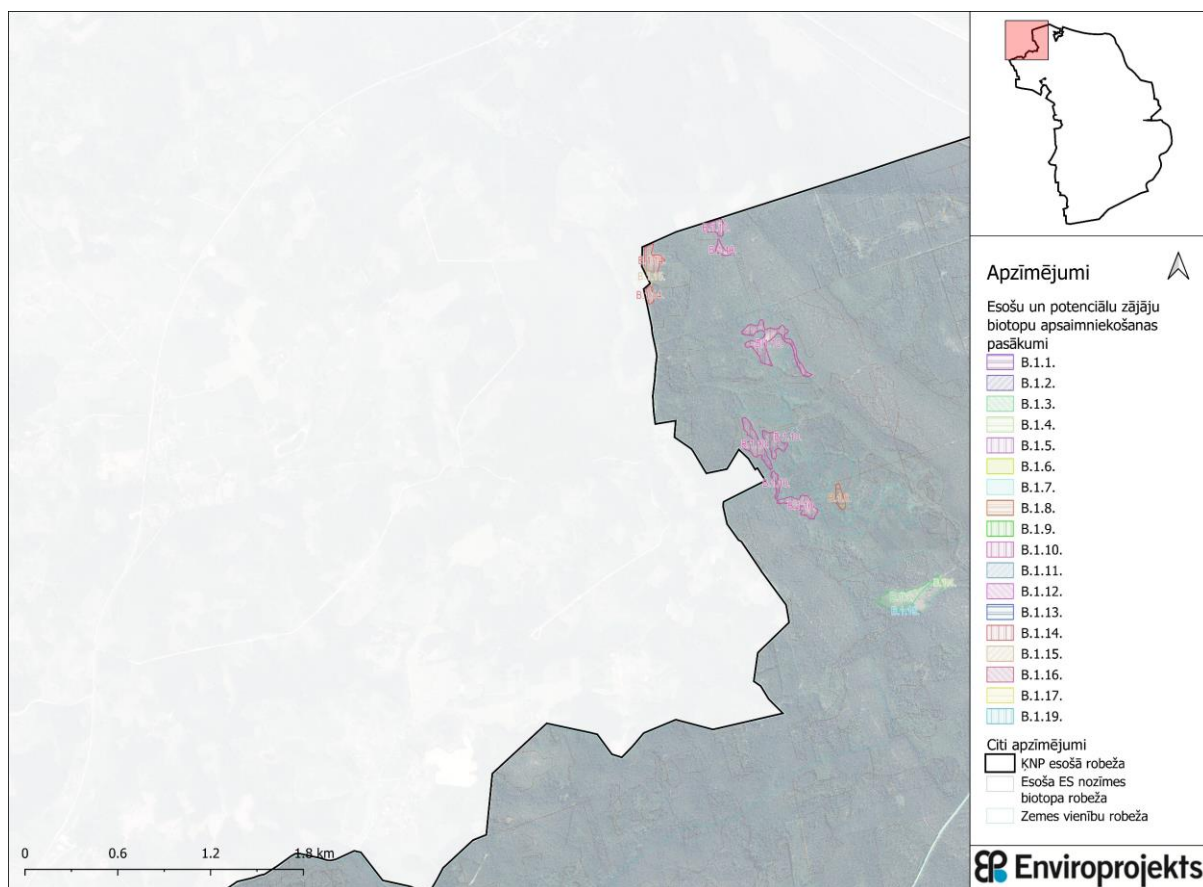 Apzīmējumi
Esošu un potenciālu zājāju
biotopu apsaimniekošanas
pasākumi
B.1.1.
B.1.2.
B.1.3.
B.1.4.
B.1.5.
B.1.6.
B.1.7.
B.1.8.
B.1.9.
B.1.10.
B.1.11.
B.1.12.
B.1.13.
B.1.14.
B.1.15.
B.1.16.
B.1.17.
B.1.19.
Citi apzīmējumi
ĶNP esošā robeža
Esoša ES nozīmes
biotopa robeža
Zemes vienību robeža
0 0.6 1.2 1.8 km
Enviroprojekts